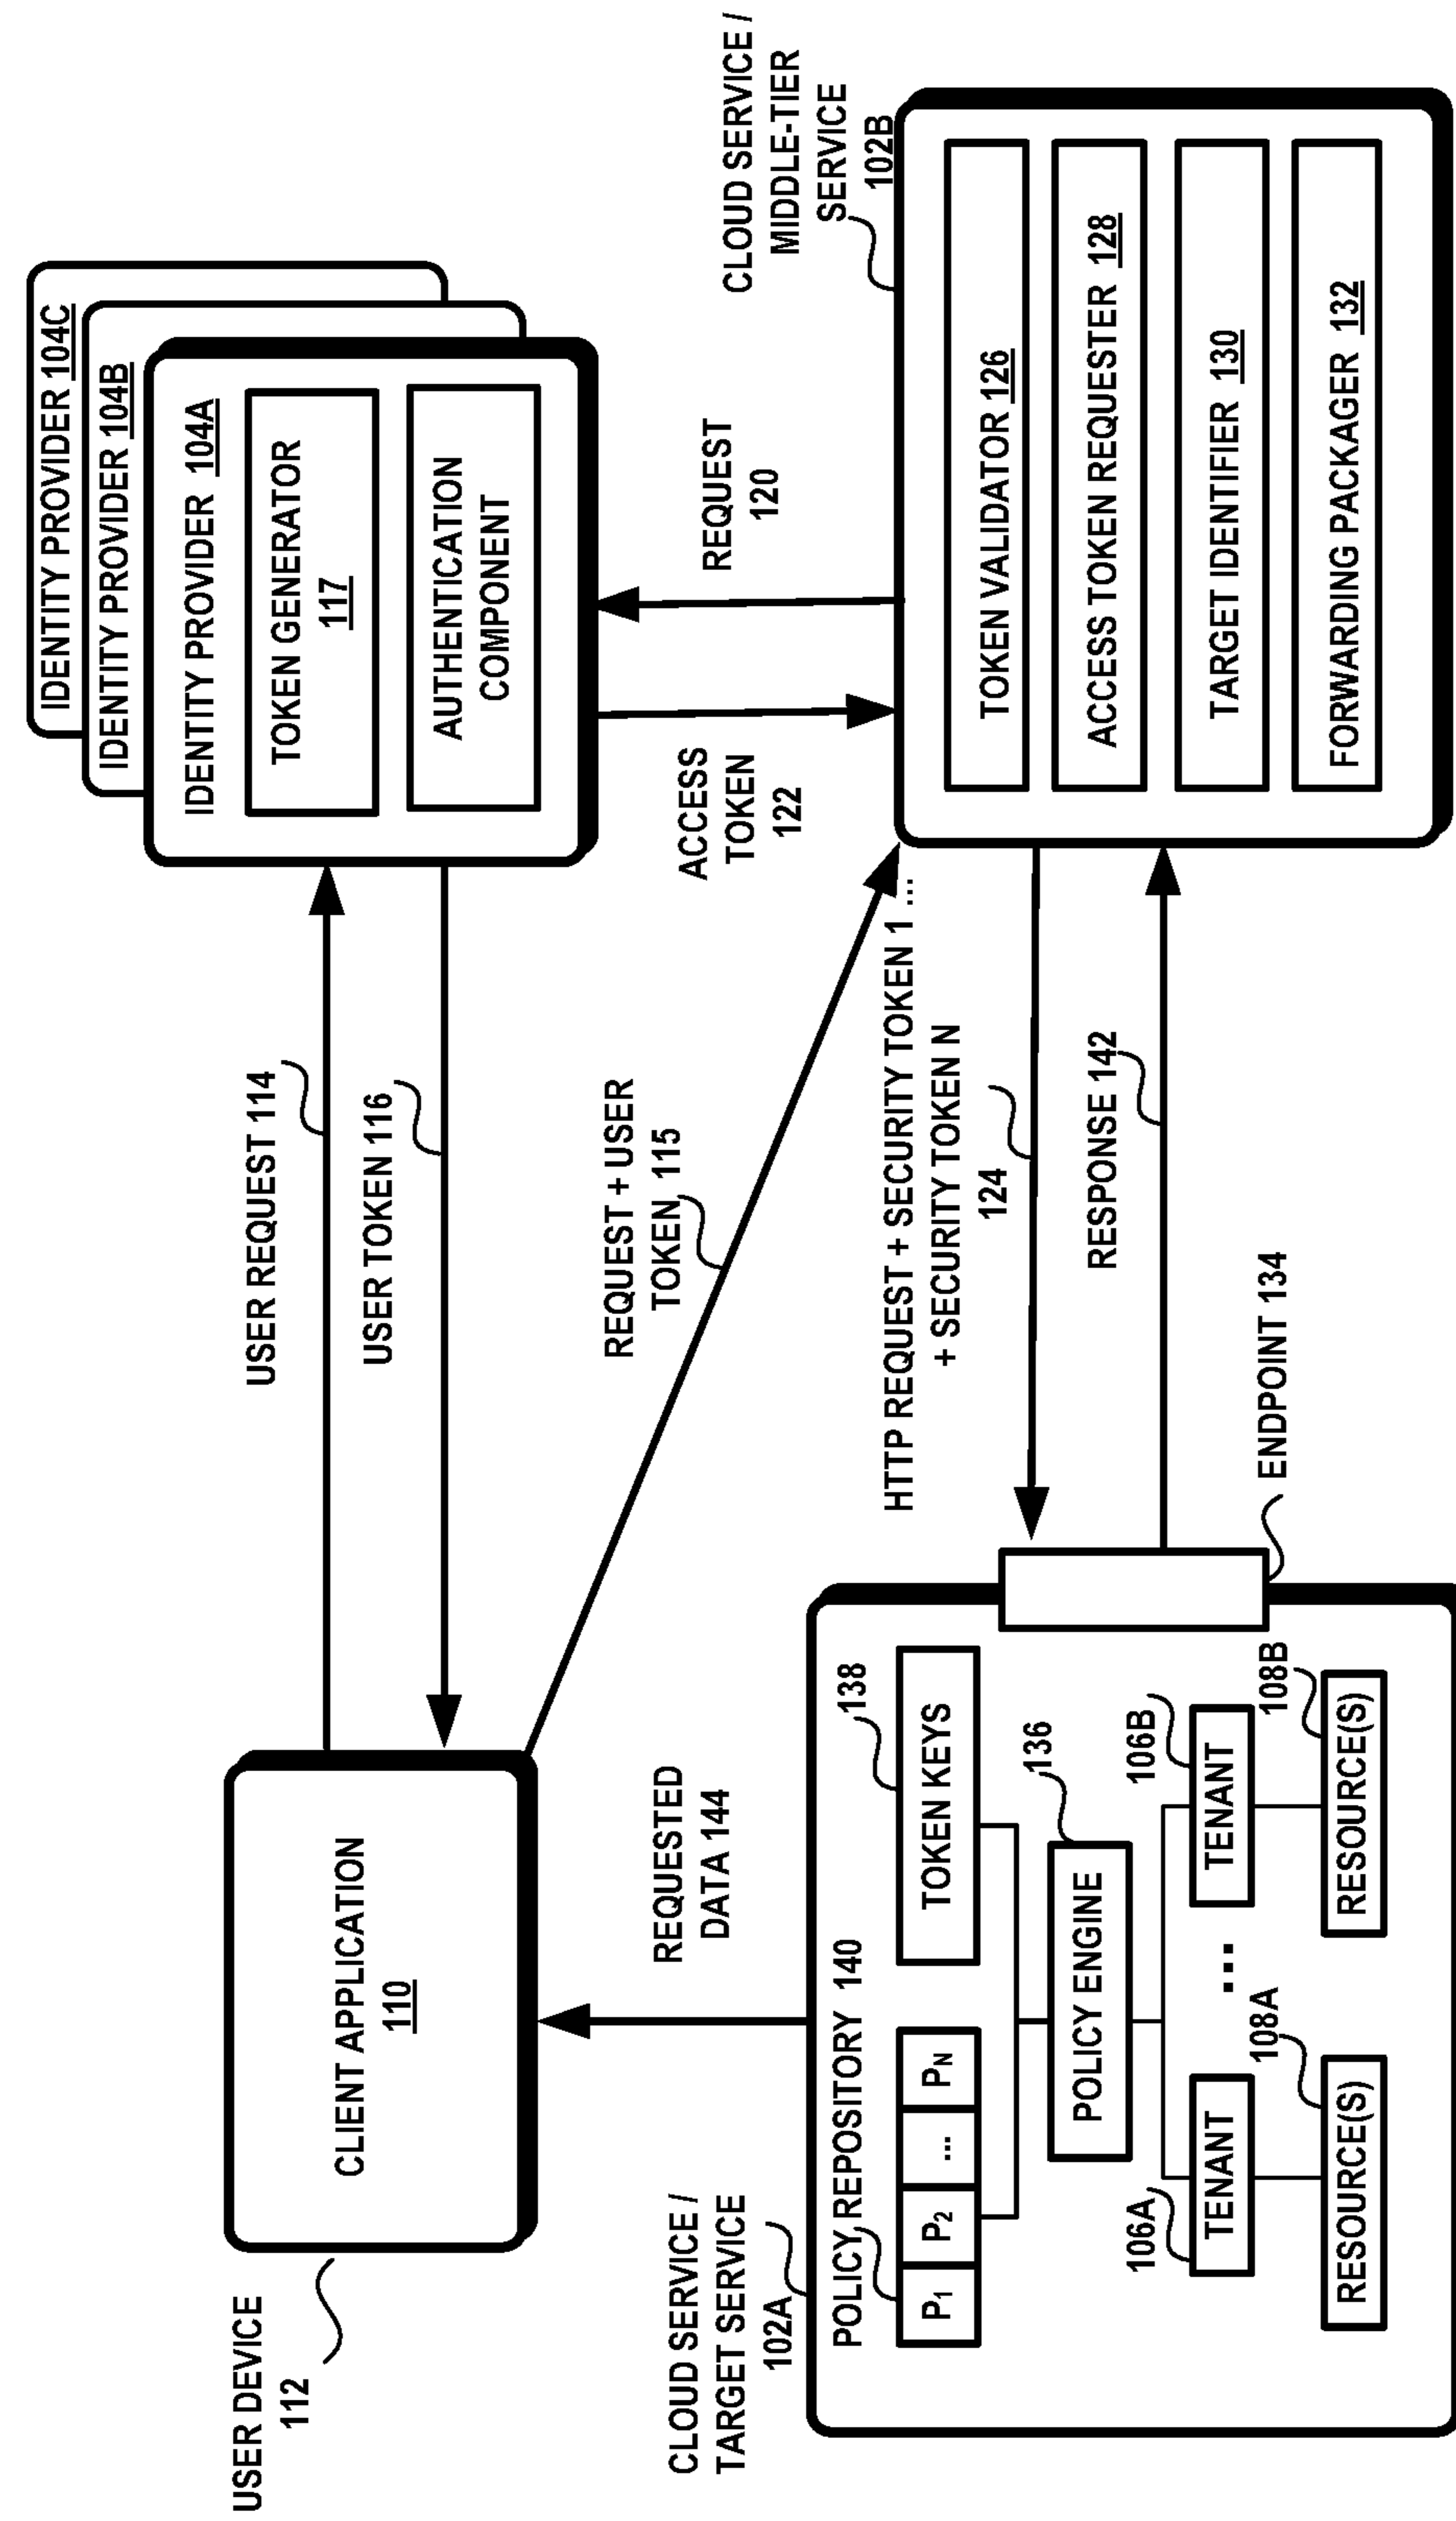 USER DEVICE
112
CLIENT APPLICATION
110
USER REQUEST 114
USER TOKEN 116
IDENTITY PROVIDER 104C
IDENTITY PROVIDER 104B
IDENTITY PROVIDER 104A
TOKEN GENERATOR
117
AUTHENTICATION
COMPONENT
REQUEST + USER
TOKEN 115
ACCESS
TOKEN
122
REQUEST
120
CLOUD SERVICE /
MIDDLE-TIER
SERVICE
102B
TOKEN VALIDATOR 126
ACCESS TOKEN REQUESTER 128
TARGET IDENTIFIER 130
FORWARDING PACKAGER 132
REQUESTED
DATA 144
HTTP REQUEST + SECURITY TOKEN 1 ...
+ SECURITY TOKEN N
124
RESPONSE 142
ENDPOINT 134
CLOUD SERVICE /
TARGET SERVICE
102A
POLICY REPOSITORY 140
138
P1
P2
...
PN
TOKEN KEYS
136
POLICY ENGINE
106A
106B
TENANT
...
TENANT
108A
108B
RESOURCE(S)
RESOURCE(S)